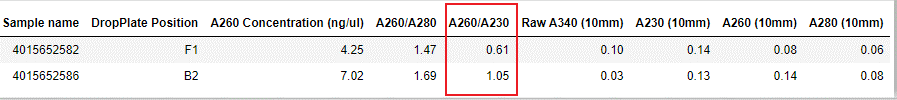 Sample name DropPlate Position A260 Concentration (ng/ul) A260/A280 A260/A230 Raw A340 (10mm) A230 (10mm) A260 (10mm) A280 (10mm)
4015652582 F1 4.25 1.47 0.61 0.10 0.14 0.08 0.06
4015652586 B2 7.02 1.69 1.05 0.03 0.13 0.14 0.08